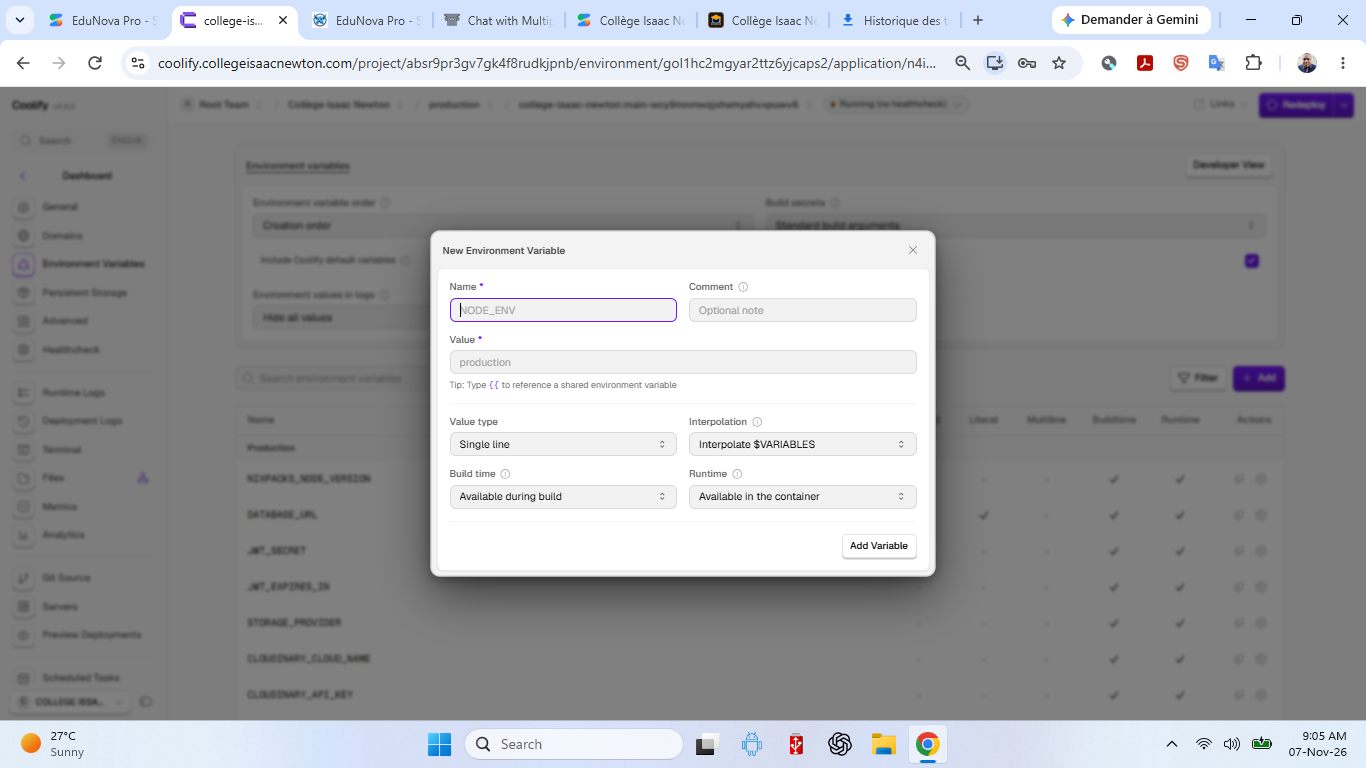 EduNova Pro - S
college-is...
EduNova Pro - S
Chat with Multip
Collège Isaac Ne
Collège Isaac Ne
Historique des t
Demander à Gemini
coolify.collegeisaacnewton.com/project/absr9pr3gv7gk4f8rudkjpnb/environment/gol1hc2mgyar2ttz6yjcaps2/application/n4i...
Coolify
Root Team
Collège Isaac Newton
production
Running (no healthcheck)
Links
Redeploy
Search
Ctrl+K
Dashboard
Environment variables
Developer View
General
Environment variable order
Build secrets
Creation order
Standard build arguments
Domains
Environment Variables
Include Coolify default variables
Persistent Storage
Environment values in logs
Hide all values
Advanced
Healthcheck
New Environment Variable
Name *
Comment
NODE_ENV
Optional note
Value *
production
Tip: Type {{ to reference a shared environment variable
Value type
Interpolation
Single line
Interpolate $VARIABLES
Build time
Runtime
Available during build
Available in the container
Add Variable
Search environment variables
Filter
+ Add
Runtime Logs
Deployment Logs
Terminal
Files
Metrics
Analytics
Git Source
Servers
Preview Deployments
Scheduled Tasks
COLLEGE ISSA...
Name
Literal
Multiline
Buildtime
Runtime
Actions
Production
NIXPACKS_NODE_VERSION
DATABASE_URL
JWT_SECRET
JWT_EXPIRES_IN
STORAGE_PROVIDER
CLOUDINARY_CLOUD_NAME
CLOUDINARY_API_KEY
27°C
Sunny
Search
9:05 AM
07-Nov-26